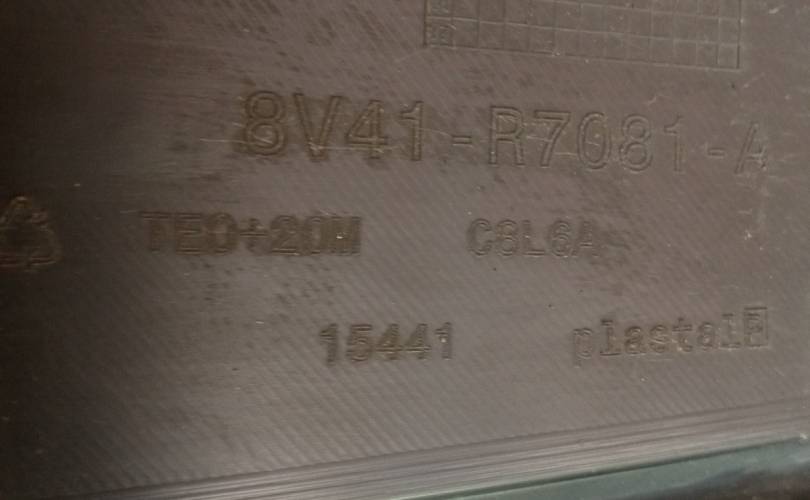 8V41-R7081-A
TEO+20M C8L6A
15441 plastal